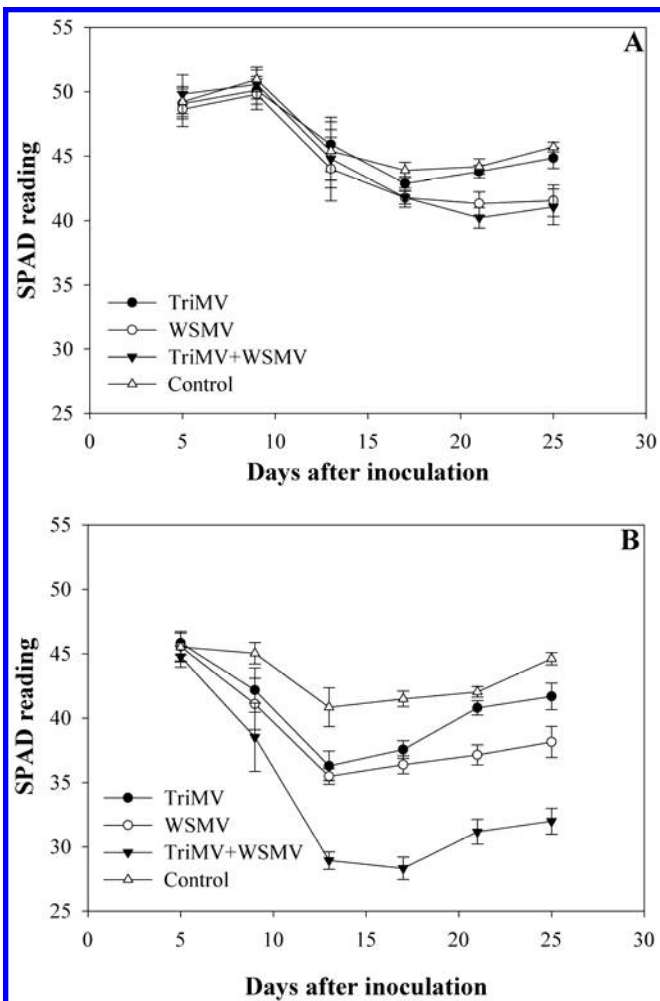 A
55
50
45
40
35
30
25
SPAD reading
TriMV
WSMV
TriMV+WSMV
Control
0 5 10 15 20 25 30
Days after inoculation
B
55
50
45
40
35
30
25
SPAD reading
TriMV
WSMV
TriMV+WSMV
Control
0 5 10 15 20 25 30
Days after inoculation